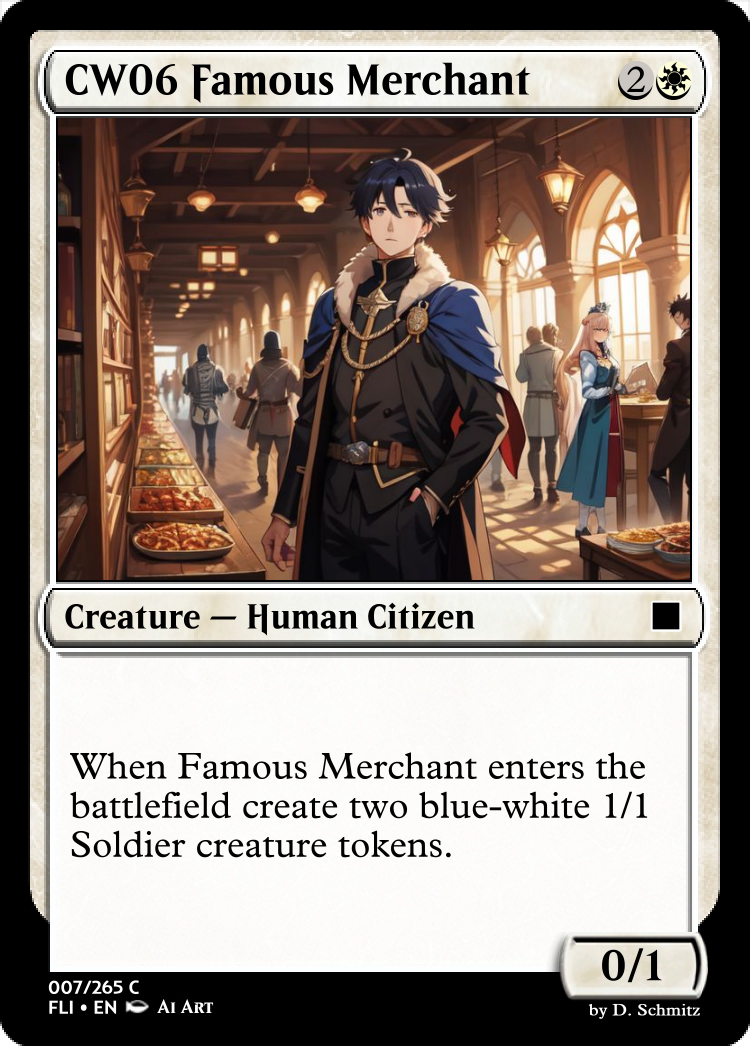 CW06 Famous Merchant 2
Creature — Human Citizen
When Famous Merchant enters the
battlefield create two blue-white 1/1
Soldier creature tokens.
0/1
007/265 C
FLI • EN AI ART
by D. Schmitz